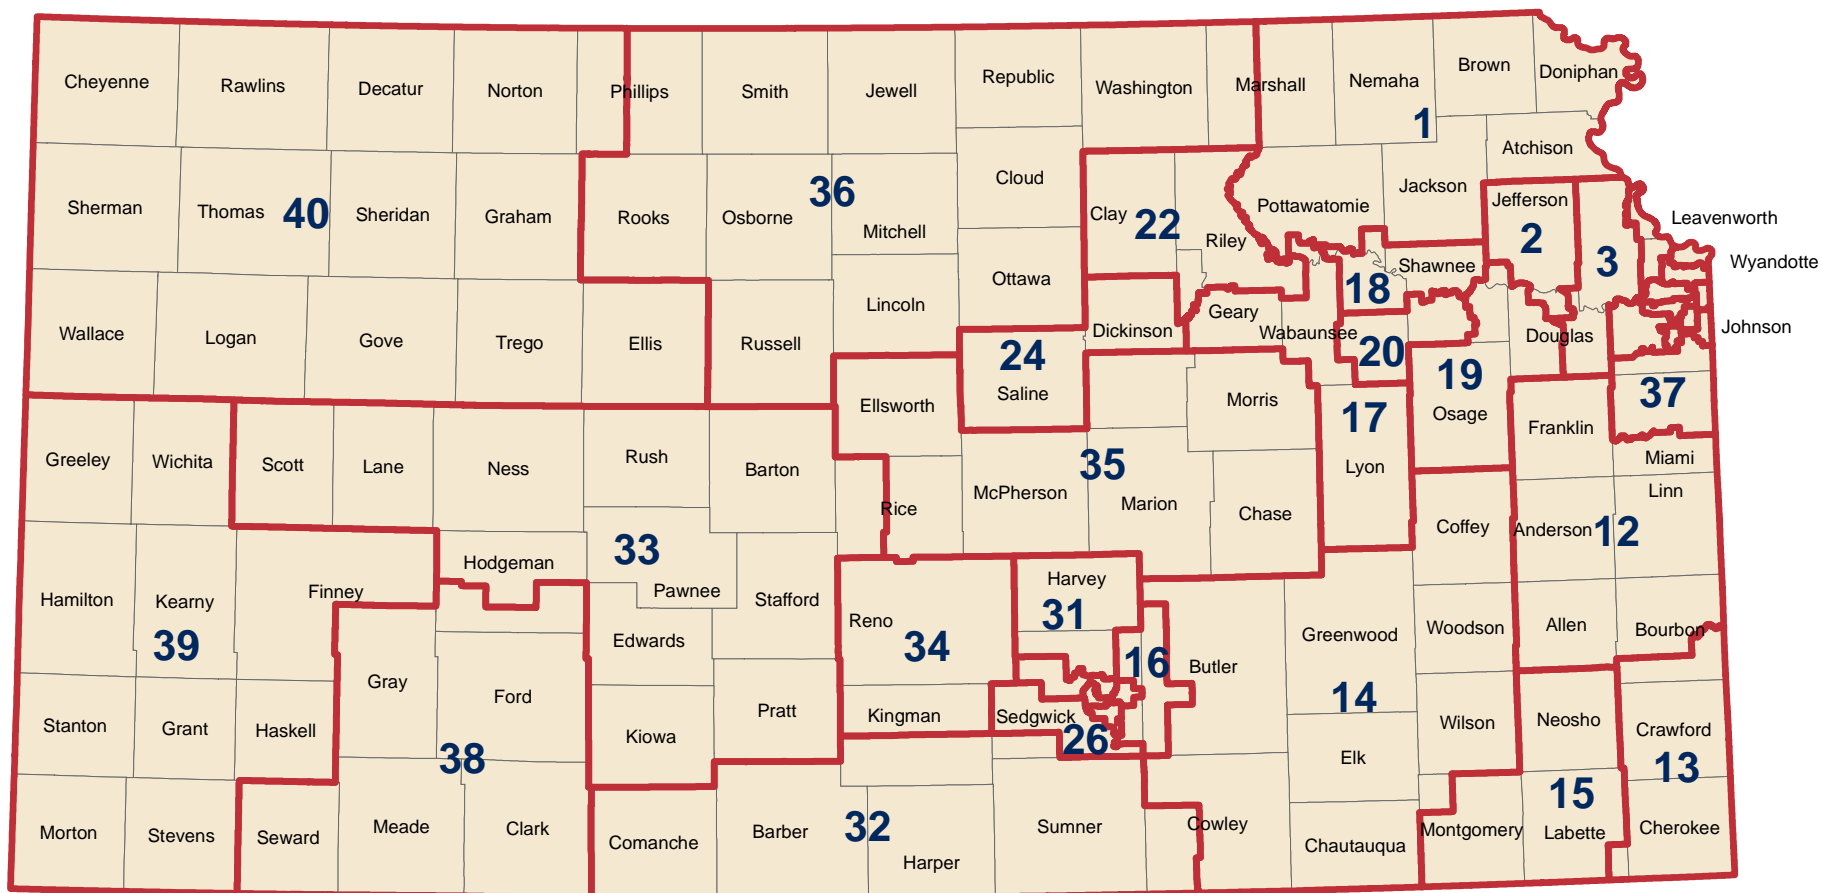 Cheyenne
Rawlins
Decatur
Norton
Phillips
Smith
Jewell
Republic
Washington
Marshall
Nemaha
Brown
Doniphan
1
Atchison
Sherman
Thomas
40
Sheridan
Graham
Rooks
Osborne
36
Mitchell
Cloud
Clay
22
Riley
Pottawatomie
Jackson
Jefferson
2
3
Leavenworth
Wyandotte
Wallace
Logan
Gove
Trego
Ellis
Russell
Lincoln
Ottawa
Dickinson
Geary
Wabaunsee
18
Shawnee
Douglas
Johnson
24
Saline
20
19
Osage
37
Ellsworth
Morris
17
Lyon
Franklin
Miami
Greeley
Wichita
Scott
Lane
Ness
Rush
Barton
Rice
McPherson
35
Marion
Chase
Coffey
Anderson
12
Linn
Hodgeman
33
Pawnee
Stafford
Hamilton
Kearny
39
Finney
Edwards
Reno
34
Harvey
31
16
Butler
Greenwood
14
Woodson
Allen
Bourbon
Gray
Ford
38
Kiowa
Pratt
Kingman
Sedgwick
26
Elk
Wilson
Neosho
Crawford
13
Stanton
Grant
Haskell
Morton
Stevens
Seward
Meade
Clark
Comanche
Barber
32
Harper
Sumner
Cowley
Chautauqua
Montgomery
15
Labette
Cherokee